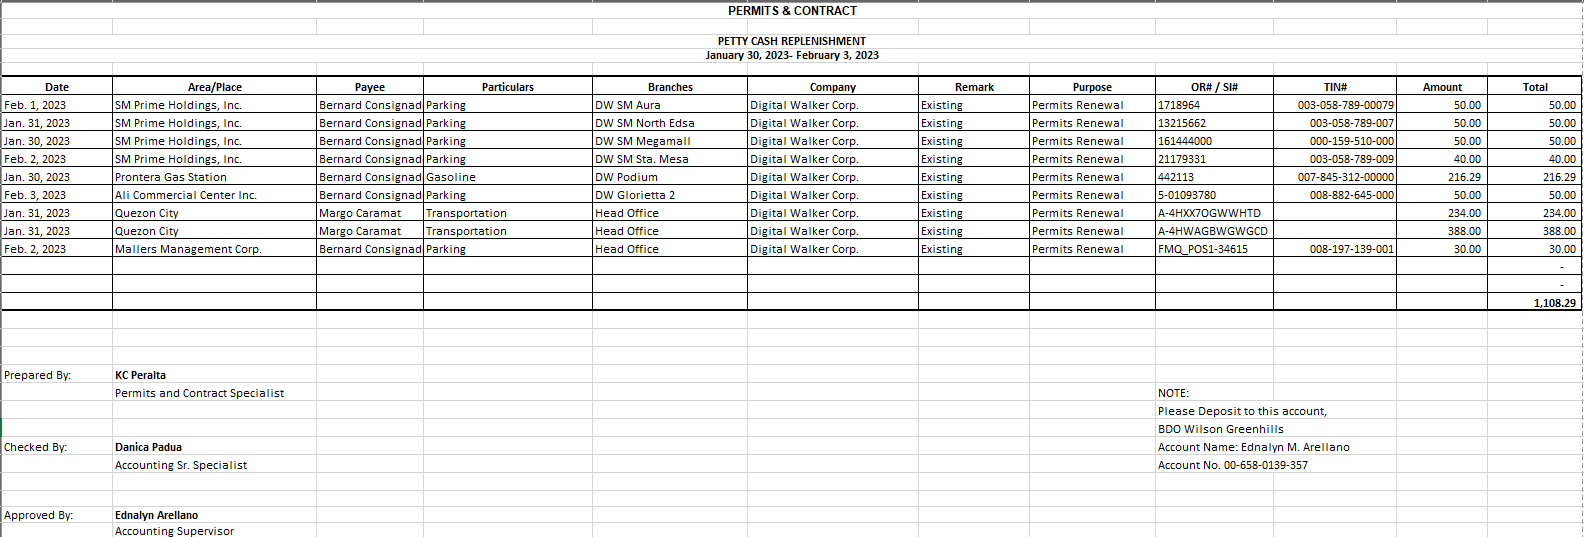 PERMITS & CONTRACT
PETTY CASH REPLENISHMENT
January 30, 2023- February 3, 2023
Date Area/Place Payee Particulars Branches Company Remark Purpose OR# / SI# TIN# Amount Total
Feb. 1, 2023 SM Prime Holdings, Inc. Bernard Consignad Parking DW SM Aura Digital Walker Corp. Existing Permits Renewal 1718964 003-058-789-00079 50.00 50.00
Jan. 31, 2023 SM Prime Holdings, Inc. Bernard Consignad Parking DW SM North Edsa Digital Walker Corp. Existing Permits Renewal 13215662 003-058-789-007 50.00 50.00
Jan. 30, 2023 SM Prime Holdings, Inc. Bernard Consignad Parking DW SM Megamall Digital Walker Corp. Existing Permits Renewal 161444000 000-159-510-000 50.00 50.00
Feb. 2, 2023 SM Prime Holdings, Inc. Bernard Consignad Parking DW SM Sta. Mesa Digital Walker Corp. Existing Permits Renewal 21179331 003-058-789-009 40.00 40.00
Jan. 30, 2023 Prontera Gas Station Bernard Consignad Gasoline DW Podium Digital Walker Corp. Existing Permits Renewal 442113 007-845-312-00000 216.29 216.29
Feb. 3, 2023 Ali Commercial Center Inc. Bernard Consignad Parking DW Glorietta 2 Digital Walker Corp. Existing Permits Renewal 5-01093780 008-882-645-000 50.00 50.00
Jan. 31, 2023 Quezon City Margo Caramat Transportation Head Office Digital Walker Corp. Existing Permits Renewal A-4HXX7OGWWHTD 234.00 234.00
Jan. 31, 2023 Quezon City Margo Caramat Transportation Head Office Digital Walker Corp. Existing Permits Renewal A-4HWAGBWGWGCD 388.00 388.00
Feb. 2, 2023 Mallers Management Corp. Bernard Consignad Parking Head Office Digital Walker Corp. Existing Permits Renewal FMQ_POS1-34615 008-197-139-001 30.00 30.00
-
-
1,108.29
Prepared By: KC Peralta
Permits and Contract Specialist
NOTE:
Please Deposit to this account,
BDO Wilson Greenhills
Checked By: Danica Padua
Account Name: Ednalyn M. Arellano
Accounting Sr. Specialist
Account No. 00-658-0139-357
Approved By: Ednalyn Arellano
Accounting Supervisor